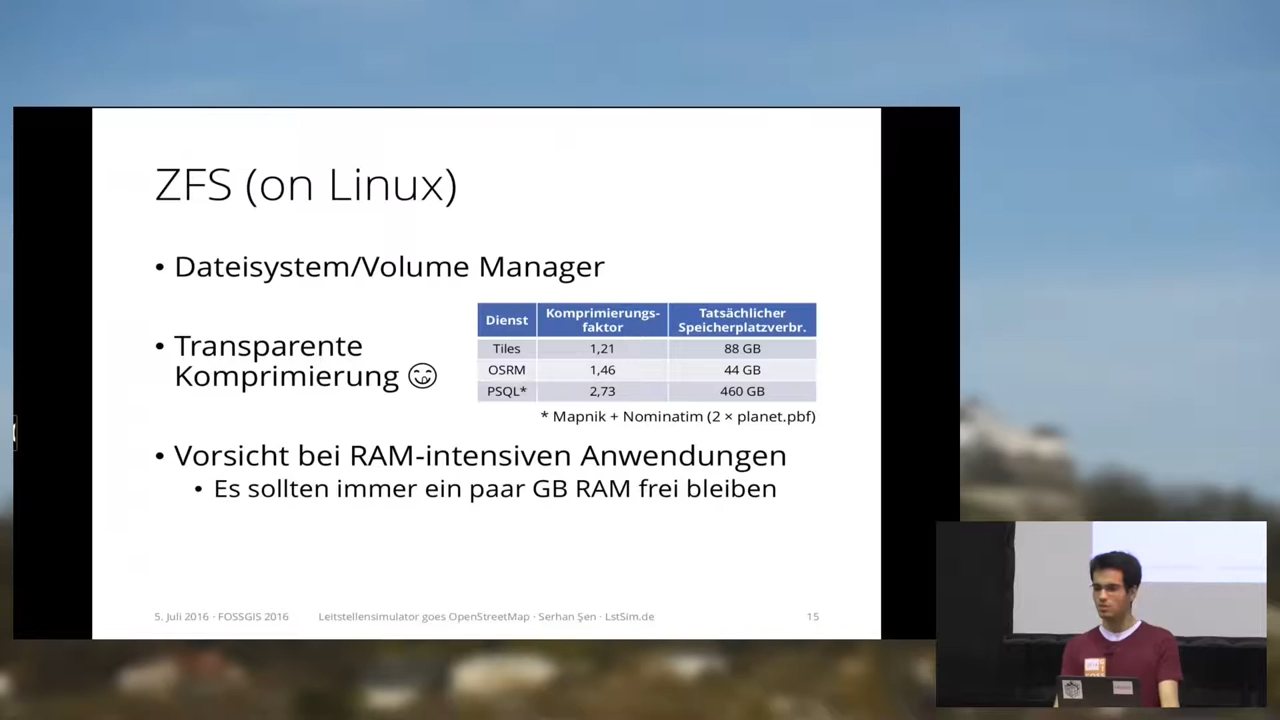 ZFS (on Linux)
• Dateisystem/Volume Manager
• Transparente
Komprimierung 😋
Dienst Komprimierungs-faktor Tatsächlicher Speicherplatzverbr.
Tiles 1,21 88 GB
OSRM 1,46 44 GB
PSQL* 2,73 460 GB
* Mapnik + Nominatim (2 × planet.pbf)
• Vorsicht bei RAM-intensiven Anwendungen
• Es sollten immer ein paar GB RAM frei bleiben
5. Juli 2016 · FOSSGIS 2016 Leitstellensimulator goes OpenStreetMap · Serhan Şen · LstSim.de 15